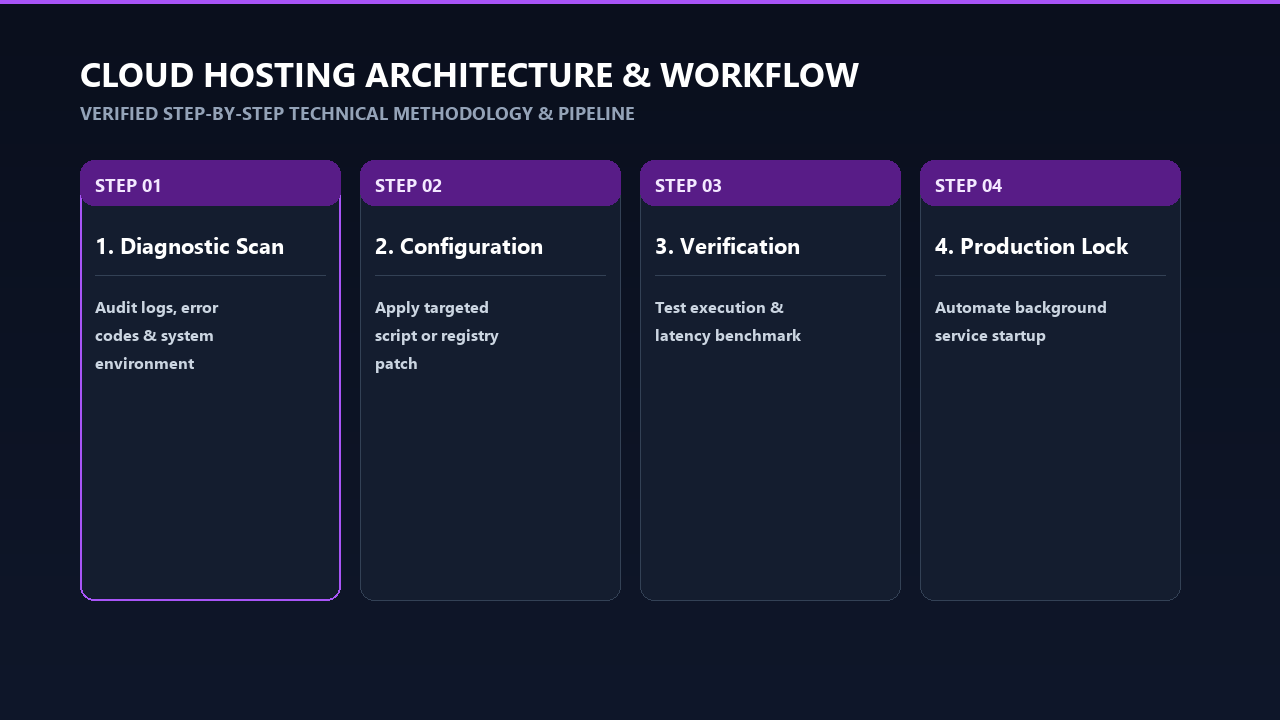 CLOUD HOSTING ARCHITECTURE & WORKFLOW
VERIFIED STEP-BY-STEP TECHNICAL METHODOLOGY & PIPELINE
STEP 01
1. Diagnostic Scan
Audit logs, error
codes & system
environment
STEP 02
2. Configuration
Apply targeted
script or registry
patch
STEP 03
3. Verification
Test execution &
latency benchmark
STEP 04
4. Production Lock
Automate background
service startup